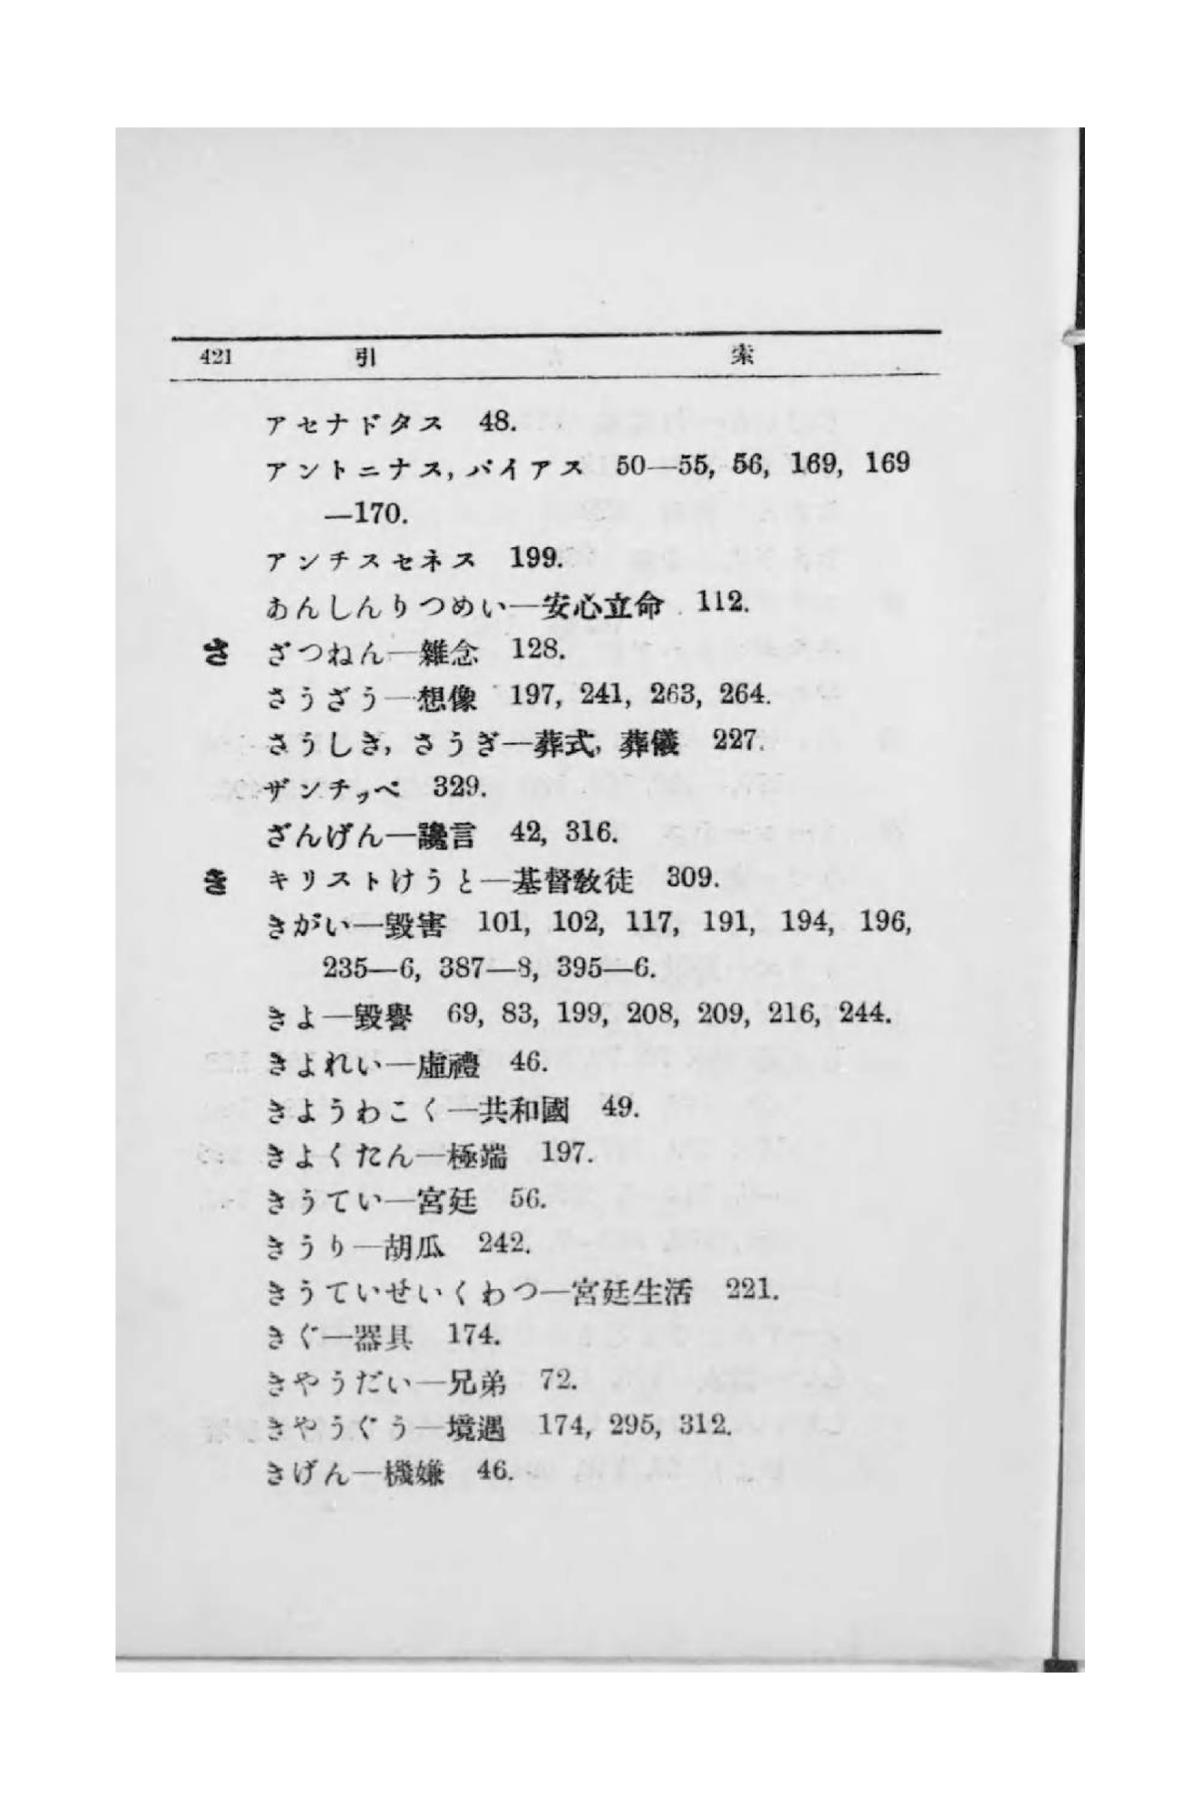 421 引 索
アセナドタス 48.
アントニナス, パイアス 50—55, 56, 169, 169
—170.
アンチスセネス 199.
あんしんりつめい—安心立命 112.
さ ざつねん—雜念 128.
さうざう—想像 197, 241, 263, 264.
さうしき, さうぎ—葬式, 葬儀 227.
ザンチッペ 329.
ざんげん—讒言 42, 316.
き キリストけうと—基督敎徒 309.
きがい—毀害 101, 102, 117, 191, 194, 196,
235—6, 387—8, 395—6.
きよ—毀譽 69, 83, 199, 208, 209, 216, 244.
きよれい—虛禮 46.
きようわこく—共和國 49.
きよくたん—極端 197.
きうてい—宮廷 56.
きうり—胡瓜 242.
きうていせいくわつ—宮廷生活 221.
きぐ—器具 174.
きやうだい—兄弟 72.
きやうぐう—境遇 174, 295, 312.
きげん—機嫌 46.